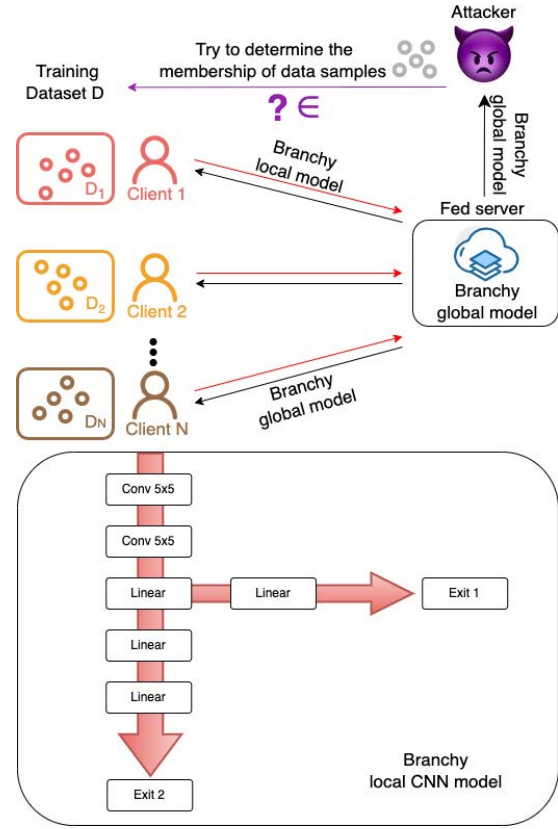 Attacker
Try to determine the
membership of data samples
Training
Dataset D
? ∈
Branchy
global model
D1
Client 1
Branchy
local model
Fed server
Branchy
global model
D2
Client 2
DN
Client N
Branchy
global model
Conv 5x5
Conv 5x5
Linear
Linear
Exit 1
Linear
Linear
Exit 2
Branchy
local CNN model